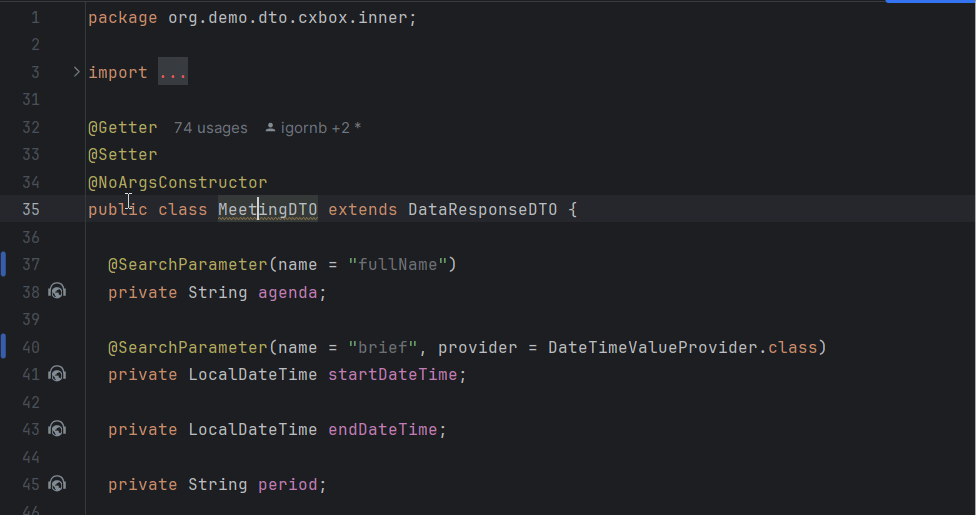 1 package org.demo.dto.cxbox.inner;
2
3 import ...
31
32 @Getter 74 usages igornb +2 *
33 @Setter
34 @NoArgsConstructor
35 public class MeetingDTO extends DataResponseDTO {
36
37 @SearchParameter(name = "fullName")
38 private String agenda;
39
40 @SearchParameter(name = "brief", provider = DateTimeValueProvider.class)
41 private LocalDateTime startDateTime;
42
43 private LocalDateTime endDateTime;
44
45 private String period;
46